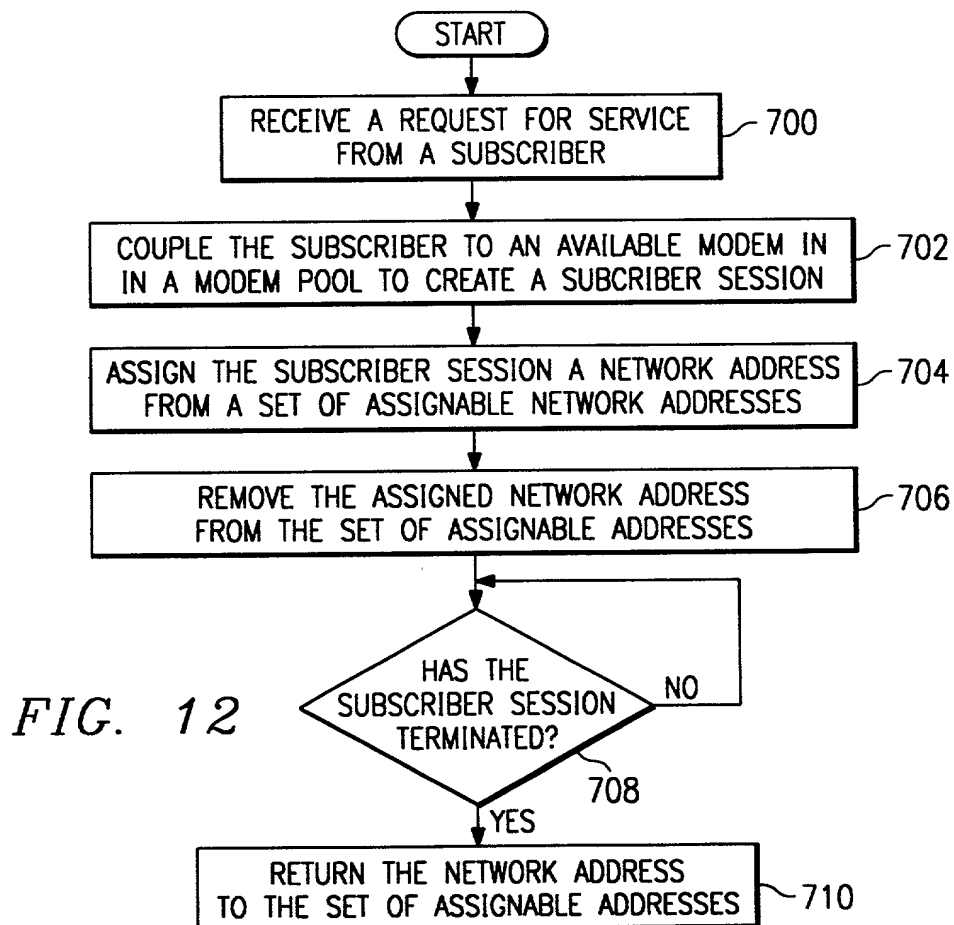 START
RECEIVE A REQUEST FOR SERVICE
FROM A SUBSCRIBER
700
COUPLE THE SUBSCRIBER TO AN AVAILABLE MODEM IN
IN A MODEM POOL TO CREATE A SUBCRIBER SESSION
702
ASSIGN THE SUBSCRIBER SESSION A NETWORK ADDRESS
FROM A SET OF ASSIGNABLE NETWORK ADDRESSES
704
REMOVE THE ASSIGNED NETWORK ADDRESS
FROM THE SET OF ASSIGNABLE ADDRESSES
706
HAS THE
SUBSCRIBER SESSION
TERMINATED?
NO
708
FIG. 12
YES
RETURN THE NETWORK ADDRESS
TO THE SET OF ASSIGNABLE ADDRESSES
710